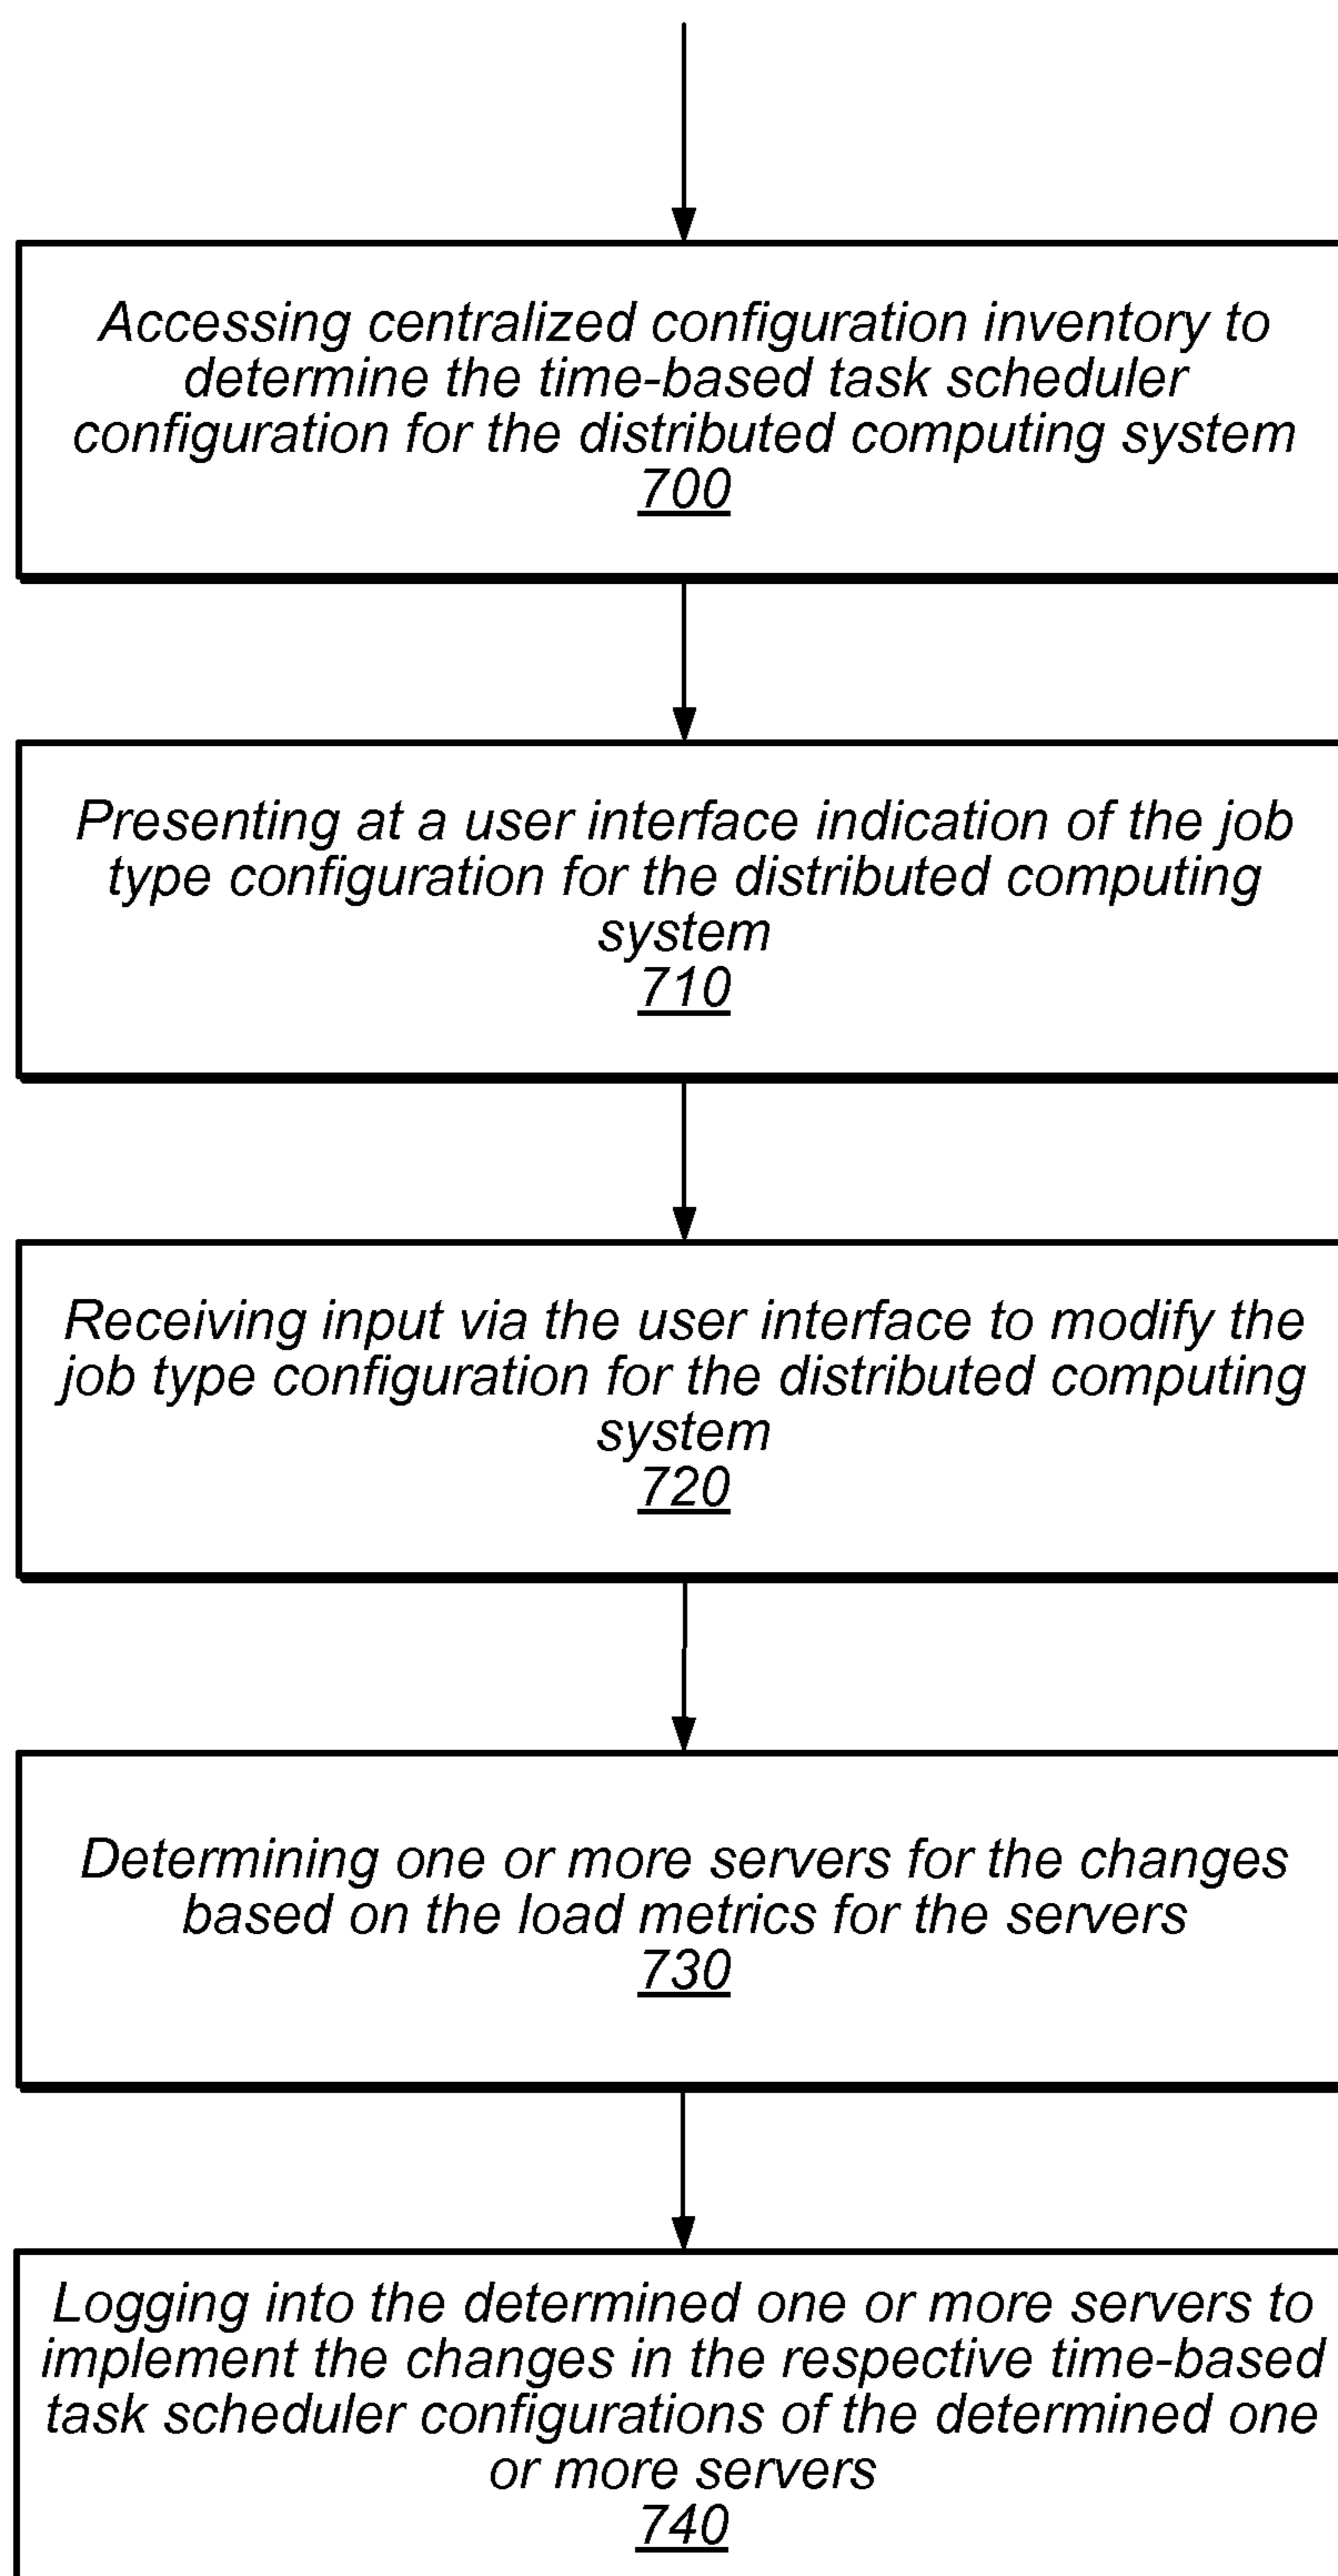 Accessing centralized configuration inventory to
determine the time-based task scheduler
configuration for the distributed computing system
700
Presenting at a user interface indication of the job
type configuration for the distributed computing
system
710
Receiving input via the user interface to modify the
job type configuration for the distributed computing
system
720
Determining one or more servers for the changes
based on the load metrics for the servers
730
Logging into the determined one or more servers to
implement the changes in the respective time-based
task scheduler configurations of the determined one
or more servers
740